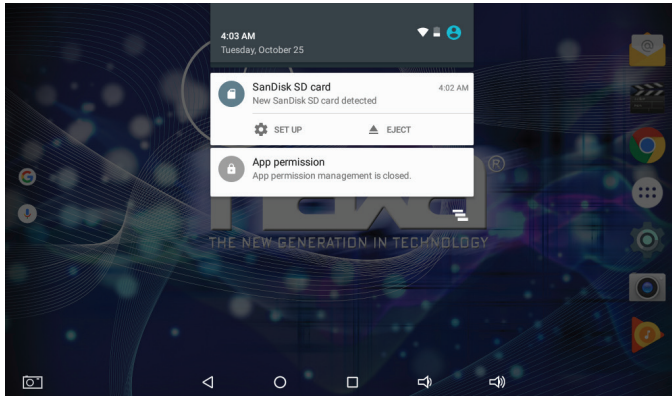 4:03 AM
Tuesday, October 25
SanDisk SD card
4:02 AM
New SanDisk SD card detected
SET UP
EJECT
App permission
App permission management is closed.
®
THE NEW GENERATION IN TECHNOLOGY